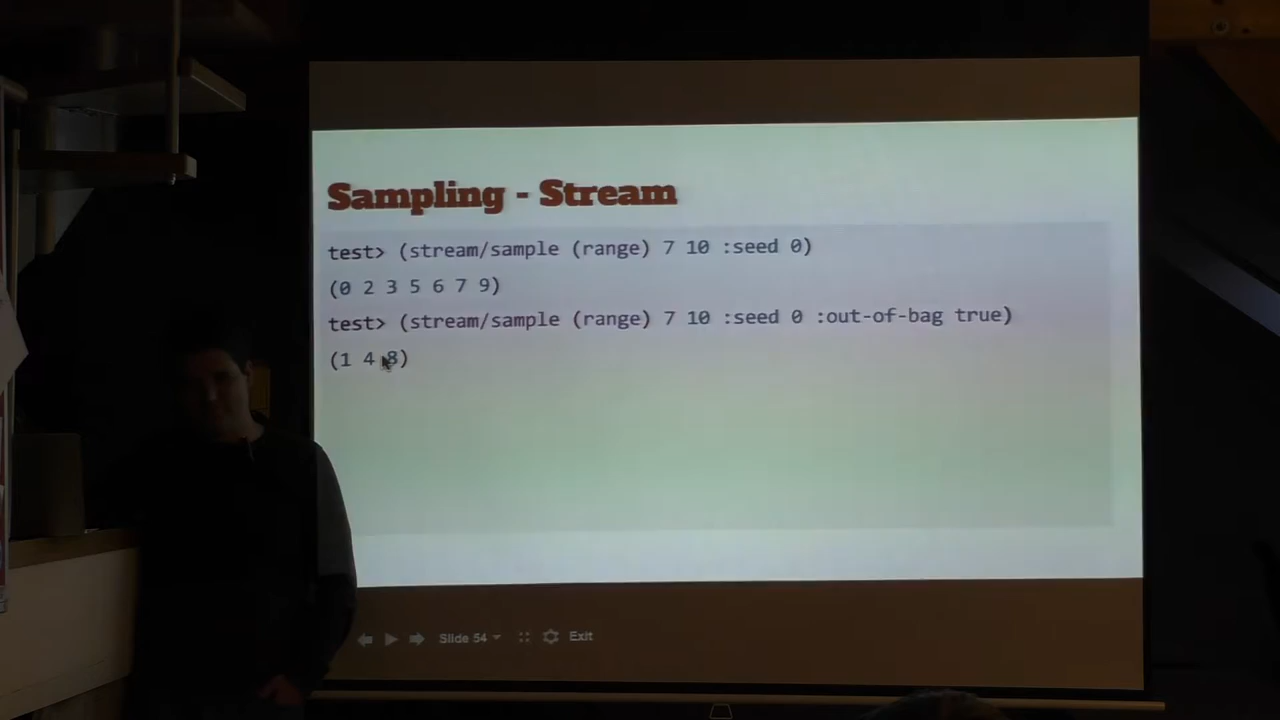 Sampling - Stream
test> (stream/sample (range) 7 10 :seed 0)
(0 2 3 5 6 7 9)
test> (stream/sample (range) 7 10 :seed 0 :out-of-bag true)
(1 4 8)
Slide 54
Exit